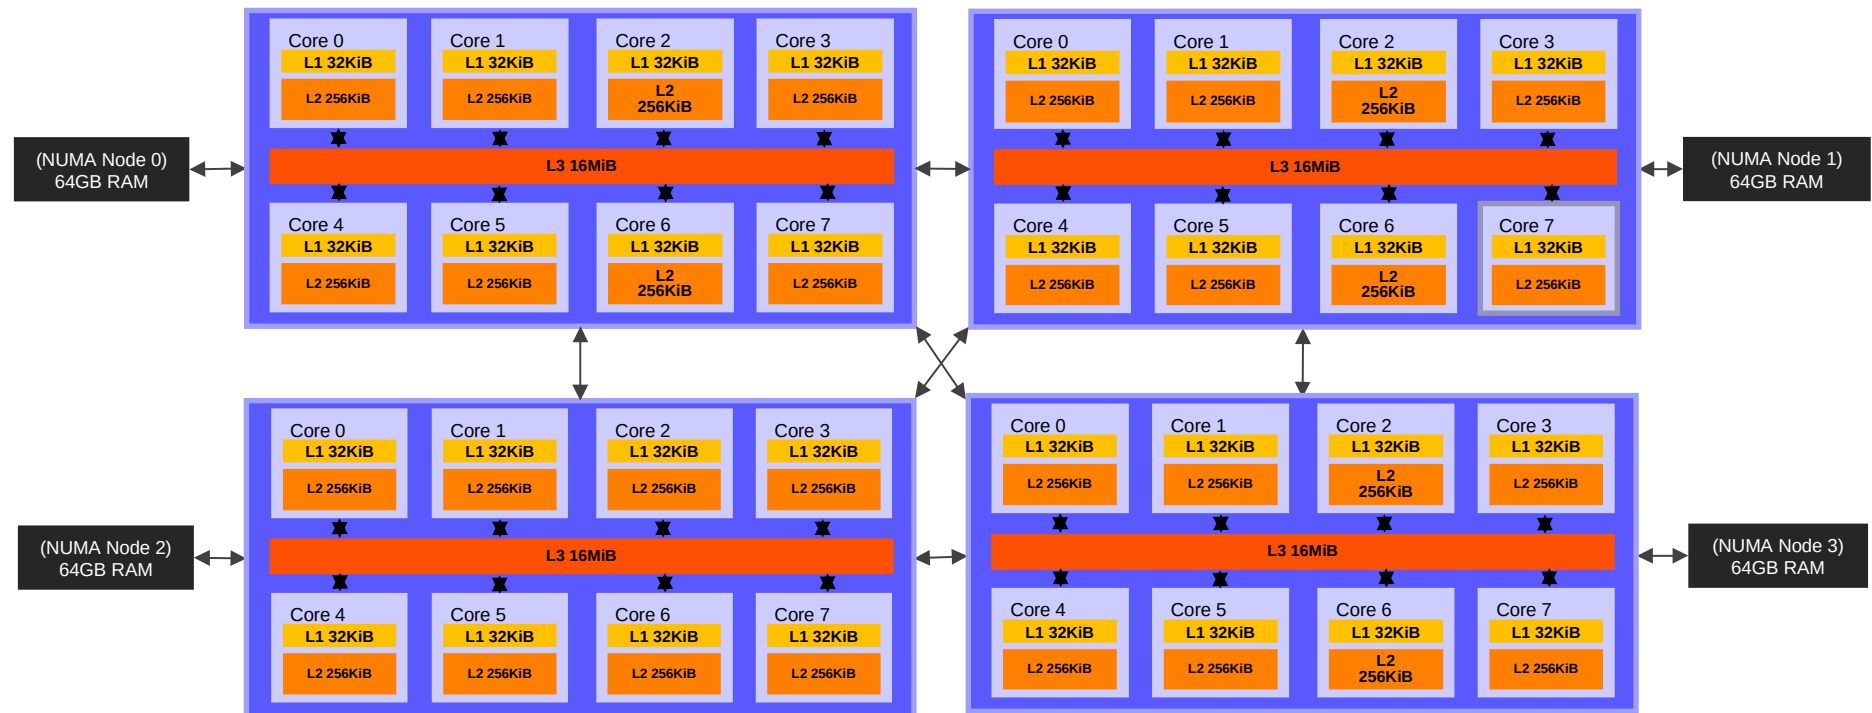 Core 0
L1 32KiB
L2 256KiB
Core 1
L1 32KiB
L2 256KiB
Core 2
L1 32KiB
L2
256KiB
Core 3
L1 32KiB
L2 256KiB
(NUMA Node 0)
64GB RAM
L3 16MiB
Core 4
L1 32KiB
L2 256KiB
Core 5
L1 32KiB
L2 256KiB
Core 6
L1 32KiB
L2
256KiB
Core 7
L1 32KiB
L2 256KiB
Core 0
L1 32KiB
L2 256KiB
Core 1
L1 32KiB
L2 256KiB
Core 2
L1 32KiB
L2
256KiB
Core 3
L1 32KiB
L2 256KiB
L3 16MiB
(NUMA Node 1)
64GB RAM
Core 4
L1 32KiB
L2 256KiB
Core 5
L1 32KiB
L2 256KiB
Core 6
L1 32KiB
L2
256KiB
Core 7
L1 32KiB
L2 256KiB
Core 0
L1 32KiB
L2 256KiB
Core 1
L1 32KiB
L2 256KiB
Core 2
L1 32KiB
L2 256KiB
Core 3
L1 32KiB
L2 256KiB
(NUMA Node 2)
64GB RAM
L3 16MiB
Core 4
L1 32KiB
L2 256KiB
Core 5
L1 32KiB
L2 256KiB
Core 6
L1 32KiB
L2 256KiB
Core 7
L1 32KiB
L2 256KiB
Core 0
L1 32KiB
L2 256KiB
Core 1
L1 32KiB
L2 256KiB
Core 2
L1 32KiB
L2
256KiB
Core 3
L1 32KiB
L2 256KiB
L3 16MiB
(NUMA Node 3)
64GB RAM
Core 4
L1 32KiB
L2 256KiB
Core 5
L1 32KiB
L2 256KiB
Core 6
L1 32KiB
L2
256KiB
Core 7
L1 32KiB
L2 256KiB